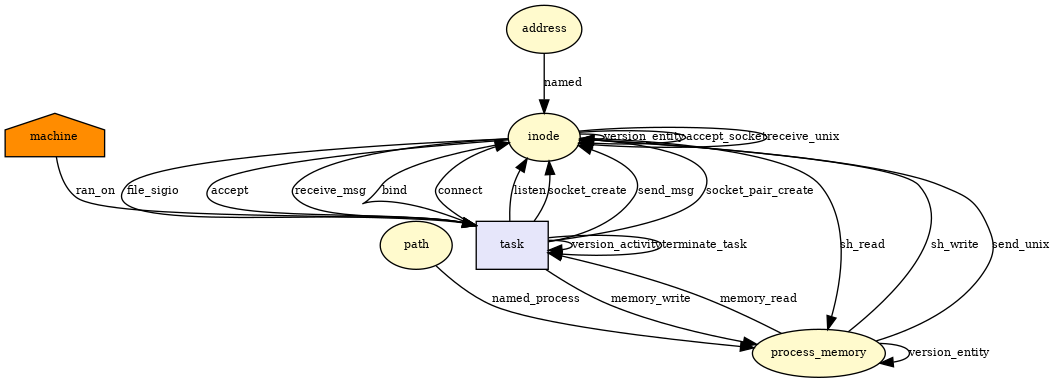 address
named
machine
inode
version_entity
accept_socket
receive_unix
ran_on
file_sigio
accept
receive_msg
bind
connect
listen
socket_create
send_msg
socket_pair_create
path
task
version_activity
terminate_task
sh_read
sh_write
send_unix
named_process
memory_write
memory_read
process_memory
version_entity